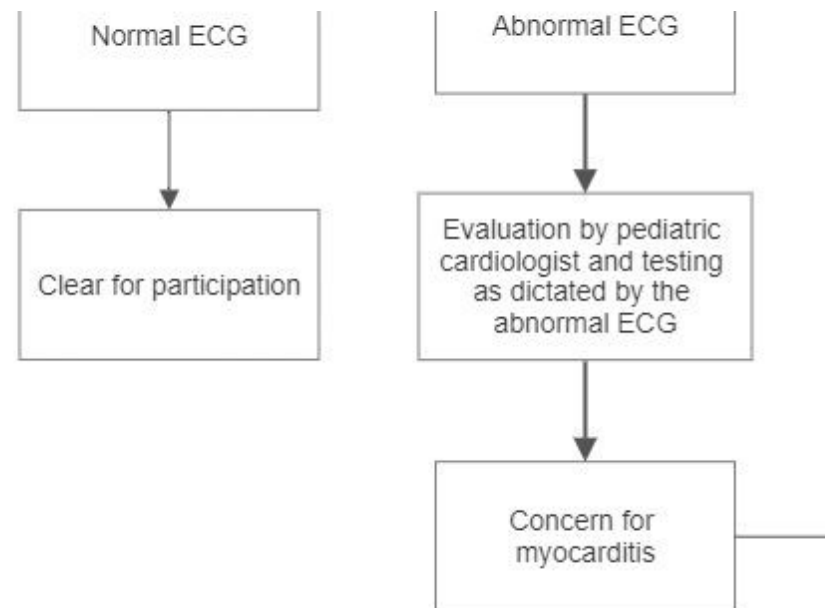 Normal ECG
Abnormal ECG
Clear for participation
Evaluation by pediatric
cardiologist and testing
as dictated by the
abnormal ECG
Concern for
myocarditis